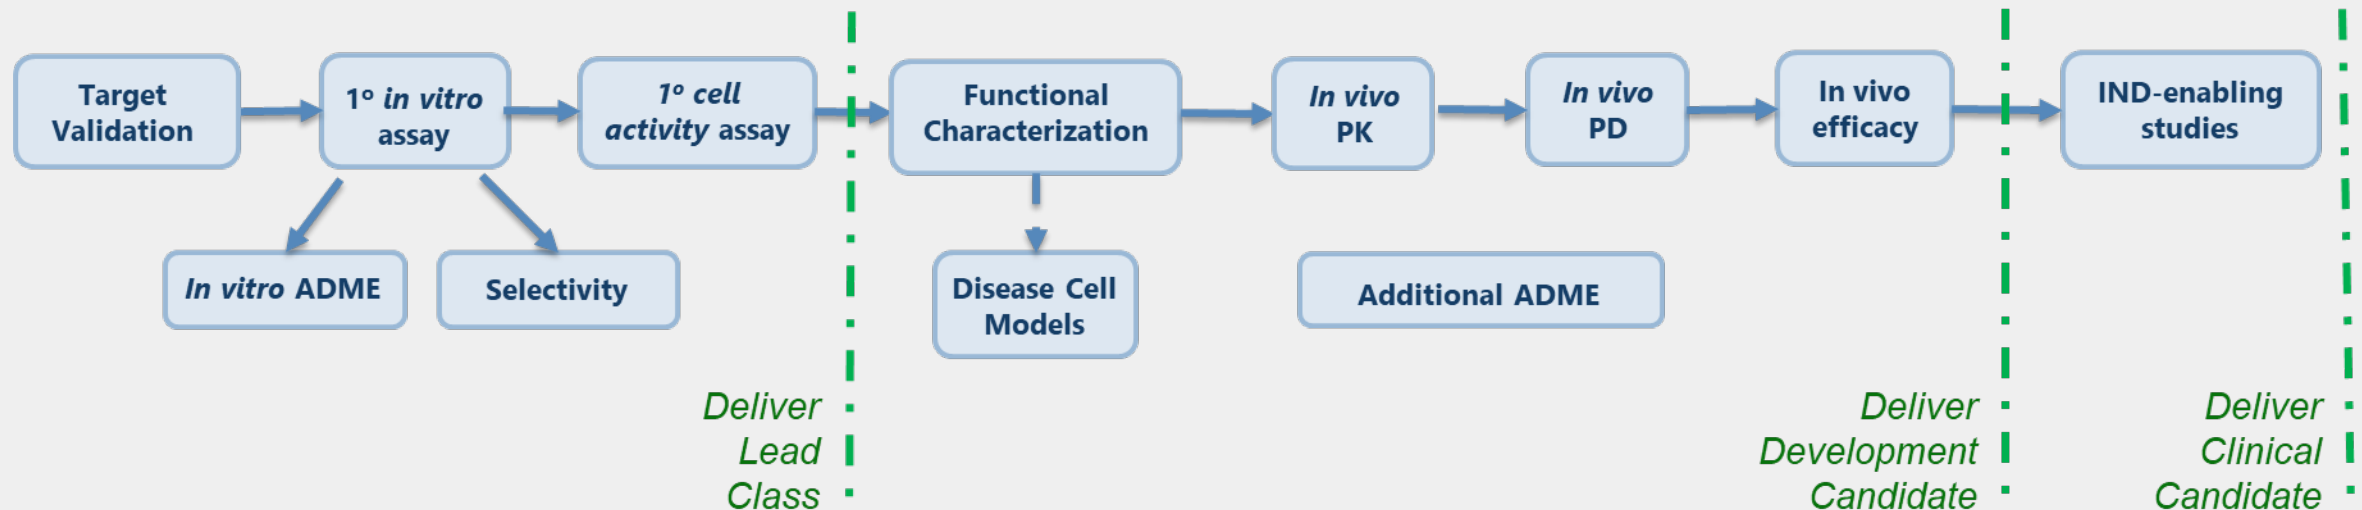 Target
Validation
1º in vitro
assay
1º cell
activity assay
Functional
Characterization
In vivo
PK
In vivo
PD
In vivo
efficacy
IND-enabling
studies
In vitro ADME
Selectivity
Disease Cell
Models
Additional ADME
Deliver
Lead
Class
Deliver
Development
Candidate
Deliver
Clinical
Candidate